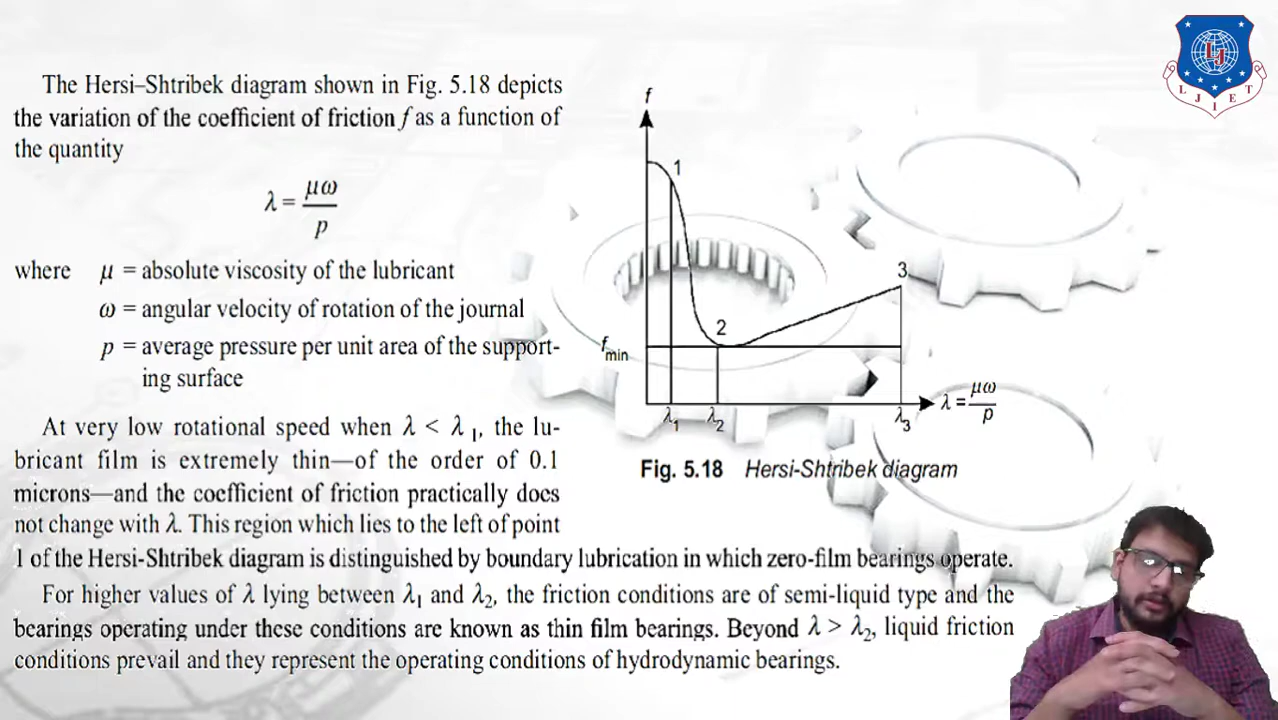 The Hersi–Shtribek diagram shown in Fig. 5.18 depicts
the variation of the coefficient of friction f as a function of
the quantity
λ = μω / p
where μ = absolute viscosity of the lubricant
ω = angular velocity of rotation of the journal
p = average pressure per unit area of the support-
ing surface
At very low rotational speed when λ < λ₁, the lu-
bricant film is extremely thin—of the order of 0.1
microns—and the coefficient of friction practically does
not change with λ. This region which lies to the left of point
1 of the Hersi-Shtribek diagram is distinguished by boundary lubrication in which zero-film bearings operate.
For higher values of λ lying between λ₁ and λ₂, the friction conditions are of semi-liquid type and the
bearings operating under these conditions are known as thin film bearings. Beyond λ > λ₂, liquid friction
conditions prevail and they represent the operating conditions of hydrodynamic bearings.
f
1
2
3
fmin
λ₁ λ₂ λ₃
λ = μω / p
Fig. 5.18 Hersi-Shtribek diagram
LJ
L J I E T